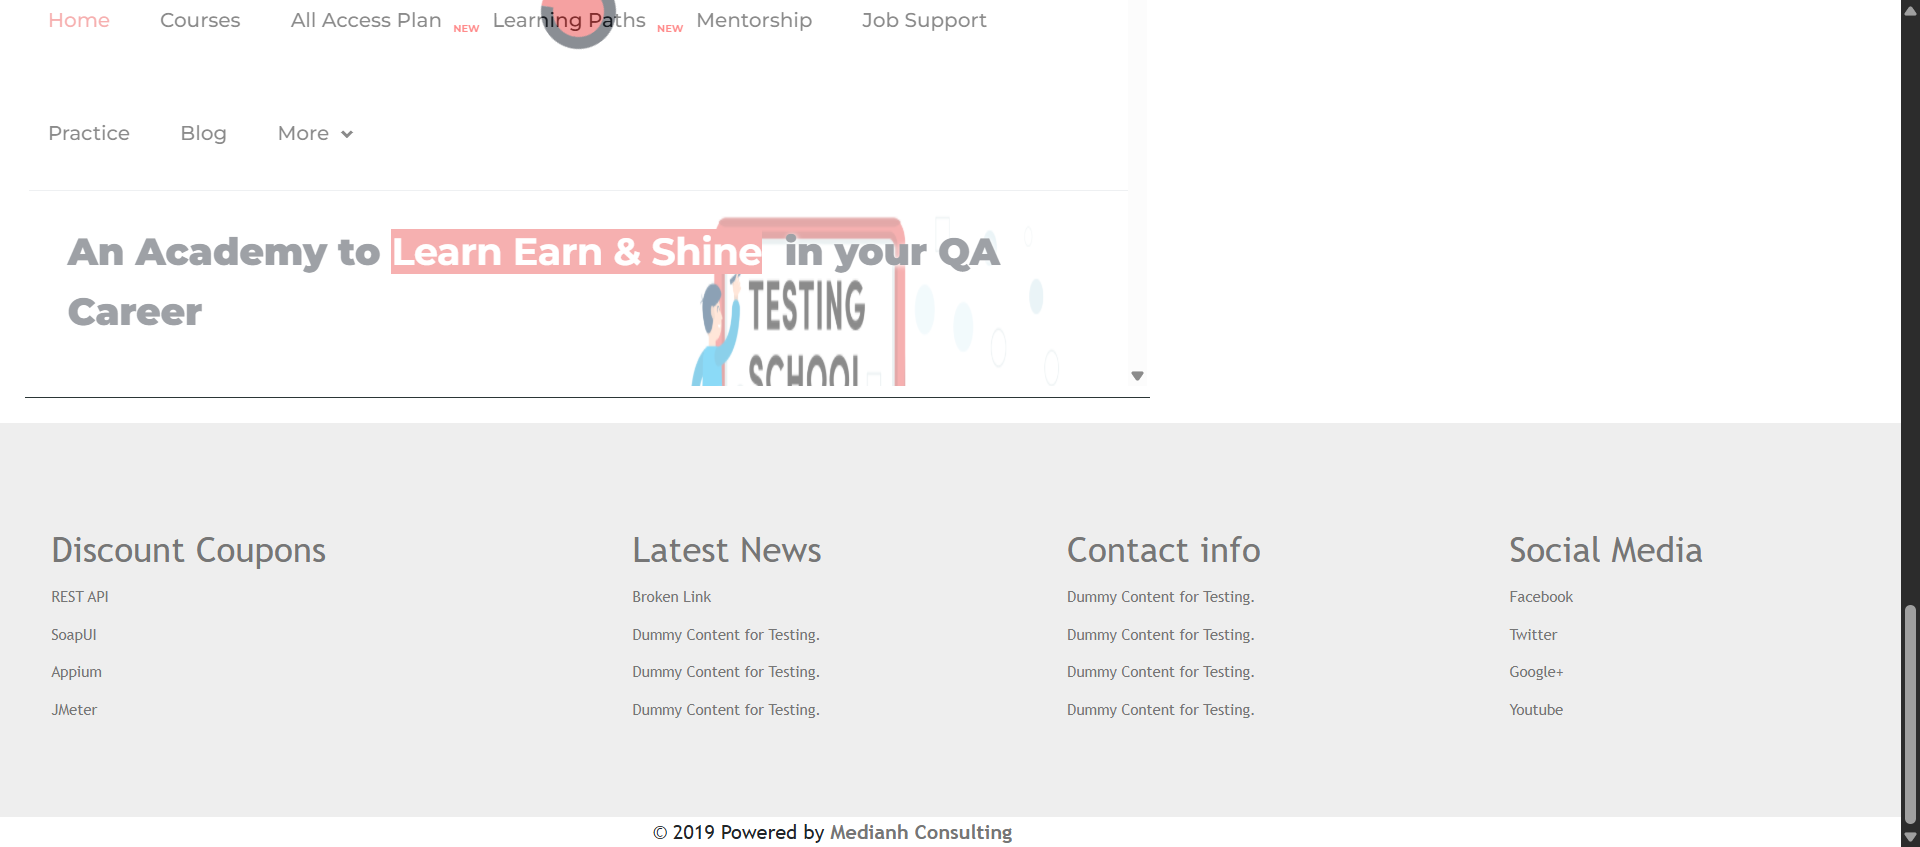 Home Courses All Access Plan NEW Learning Paths NEW Mentorship Job Support
Practice Blog More
An Academy to Learn Earn & Shine in your QA
Career
TESTING
SCHOOL
Discount Coupons
REST API
SoapUI
Appium
JMeter
Latest News
Broken Link
Dummy Content for Testing.
Dummy Content for Testing.
Dummy Content for Testing.
Contact info
Dummy Content for Testing.
Dummy Content for Testing.
Dummy Content for Testing.
Dummy Content for Testing.
Social Media
Facebook
Twitter
Google+
Youtube
© 2019 Powered by Medianh Consulting